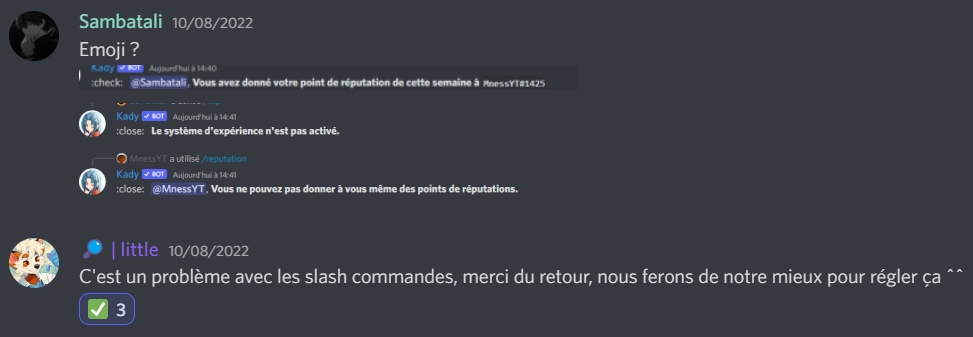 Sambatali 10/08/2022
Emoji ?
Kady ✓ BOT Aujourd'hui à 14:40
:check: @Sambatali, Vous avez donné votre point de réputation de cette semaine à MnessYT#1425
Kady ✓ BOT Aujourd'hui à 14:41
:close: Le système d'expérience n'est pas activé.
MnessYT a utilisé /reputation
Kady ✓ BOT Aujourd'hui à 14:41
:close: @MnessYT, Vous ne pouvez pas donner à vous même des points de réputations.
🔎 | little 10/08/2022
C'est un problème avec les slash commandes, merci du retour, nous ferons de notre mieux pour régler ça ^^
✅ 3